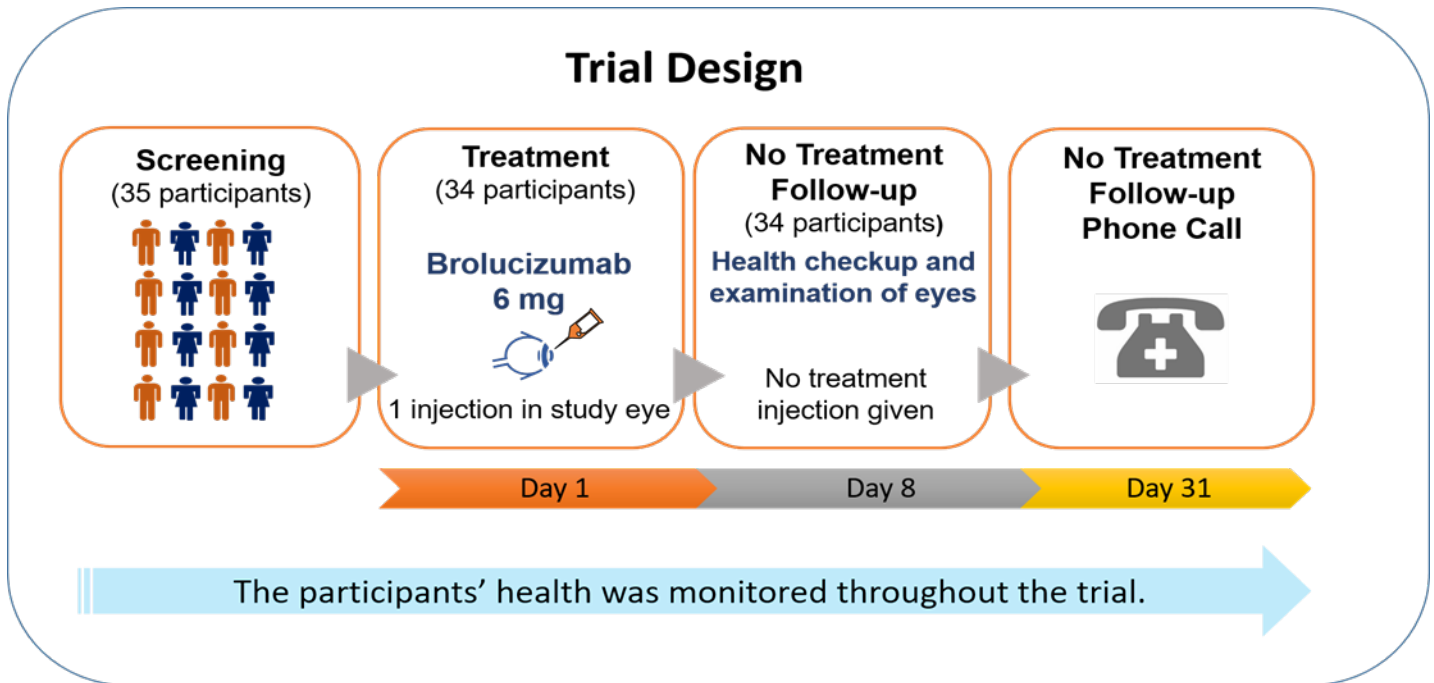 Trial Design
Screening
(35 participants)
Treatment
(34 participants)
Brolucizumab
6 mg
1 injection in study eye
No Treatment
Follow-up
(34 participants)
Health checkup and
examination of eyes
No treatment
injection given
No Treatment
Follow-up
Phone Call
Day 1
Day 8
Day 31
The participants’ health was monitored throughout the trial.